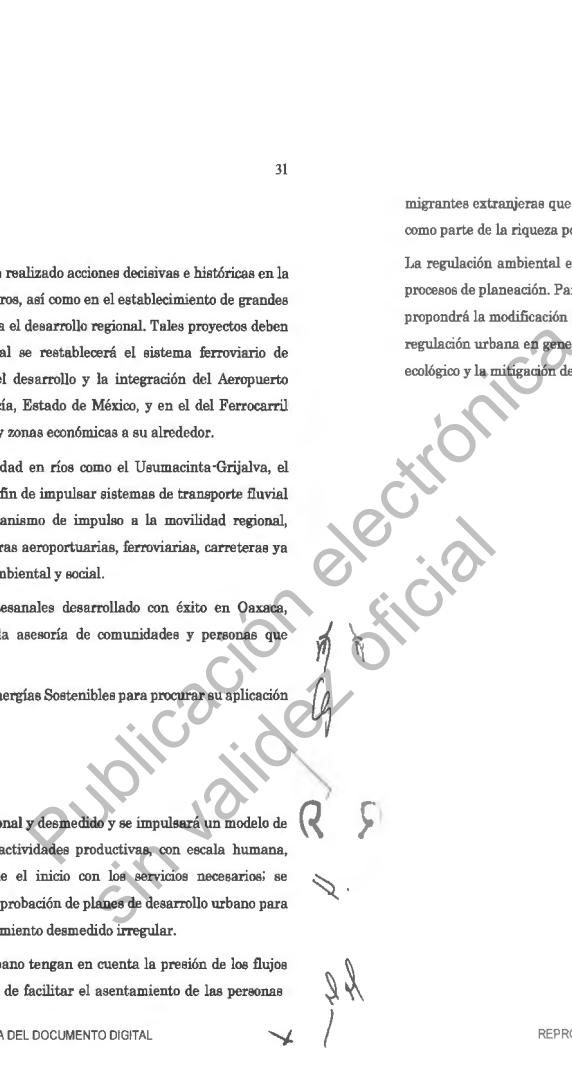 31
realizado acciones decisivas e históricas en la
ros, así como en el establecimiento de grandes
a el desarrollo regional. Tales proyectos deben
al se restablecerá el sistema ferroviario de
el desarrollo y la integración del Aeropuerto
cía, Estado de México, y en el del Ferrocarril
y zonas económicas a su alrededor.
dad en ríos como el Usumacinta-Grijalva, el
fin de impulsar sistemas de transporte fluvial
anismo de impulso a la movilidad regional,
ras aeroportuarias, ferroviarias, carreteras ya
mbiental y social.
esanales desarrollado con éxito en Oaxaca,
la asesoría de comunidades y personas que
nergías Sostenibles para procurar su aplicación
onal y desmedido y se impulsará un modelo de
actividades productivas, con escala humana,
e el inicio con los servicios necesarios; se
probación de planes de desarrollo urbano para
miento desmedido irregular.
bano tengan en cuenta la presión de los flujos
de facilitar el asentamiento de las personas
A DEL DOCUMENTO DIGITAL
migrantes extranjeras que
como parte de la riqueza po
La regulación ambiental e
procesos de planeación. Par
propondrá la modificación
regulación urbana en gene
ecológico y la mitigación de
REPRO
Publicación electrónica
sin validez oficial